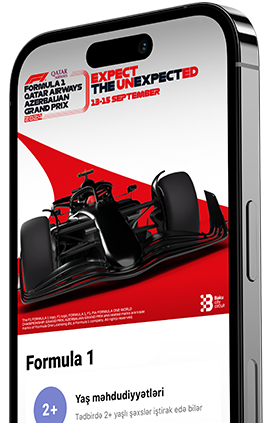 F1
QATAR
AIRWAYS
FORMULA 1
QATAR AIRWAYS
AZERBAIJAN
GRAND PRIX
2024
EXPECT
THE UNEXPECTED
13-15 SEPTEMBER
Baku
city
circuit
Formula 1
2+
Yaş məhdudiyyətləri
Tədbirdə 2+ yaşlı şəxslər iştirak edə bilər